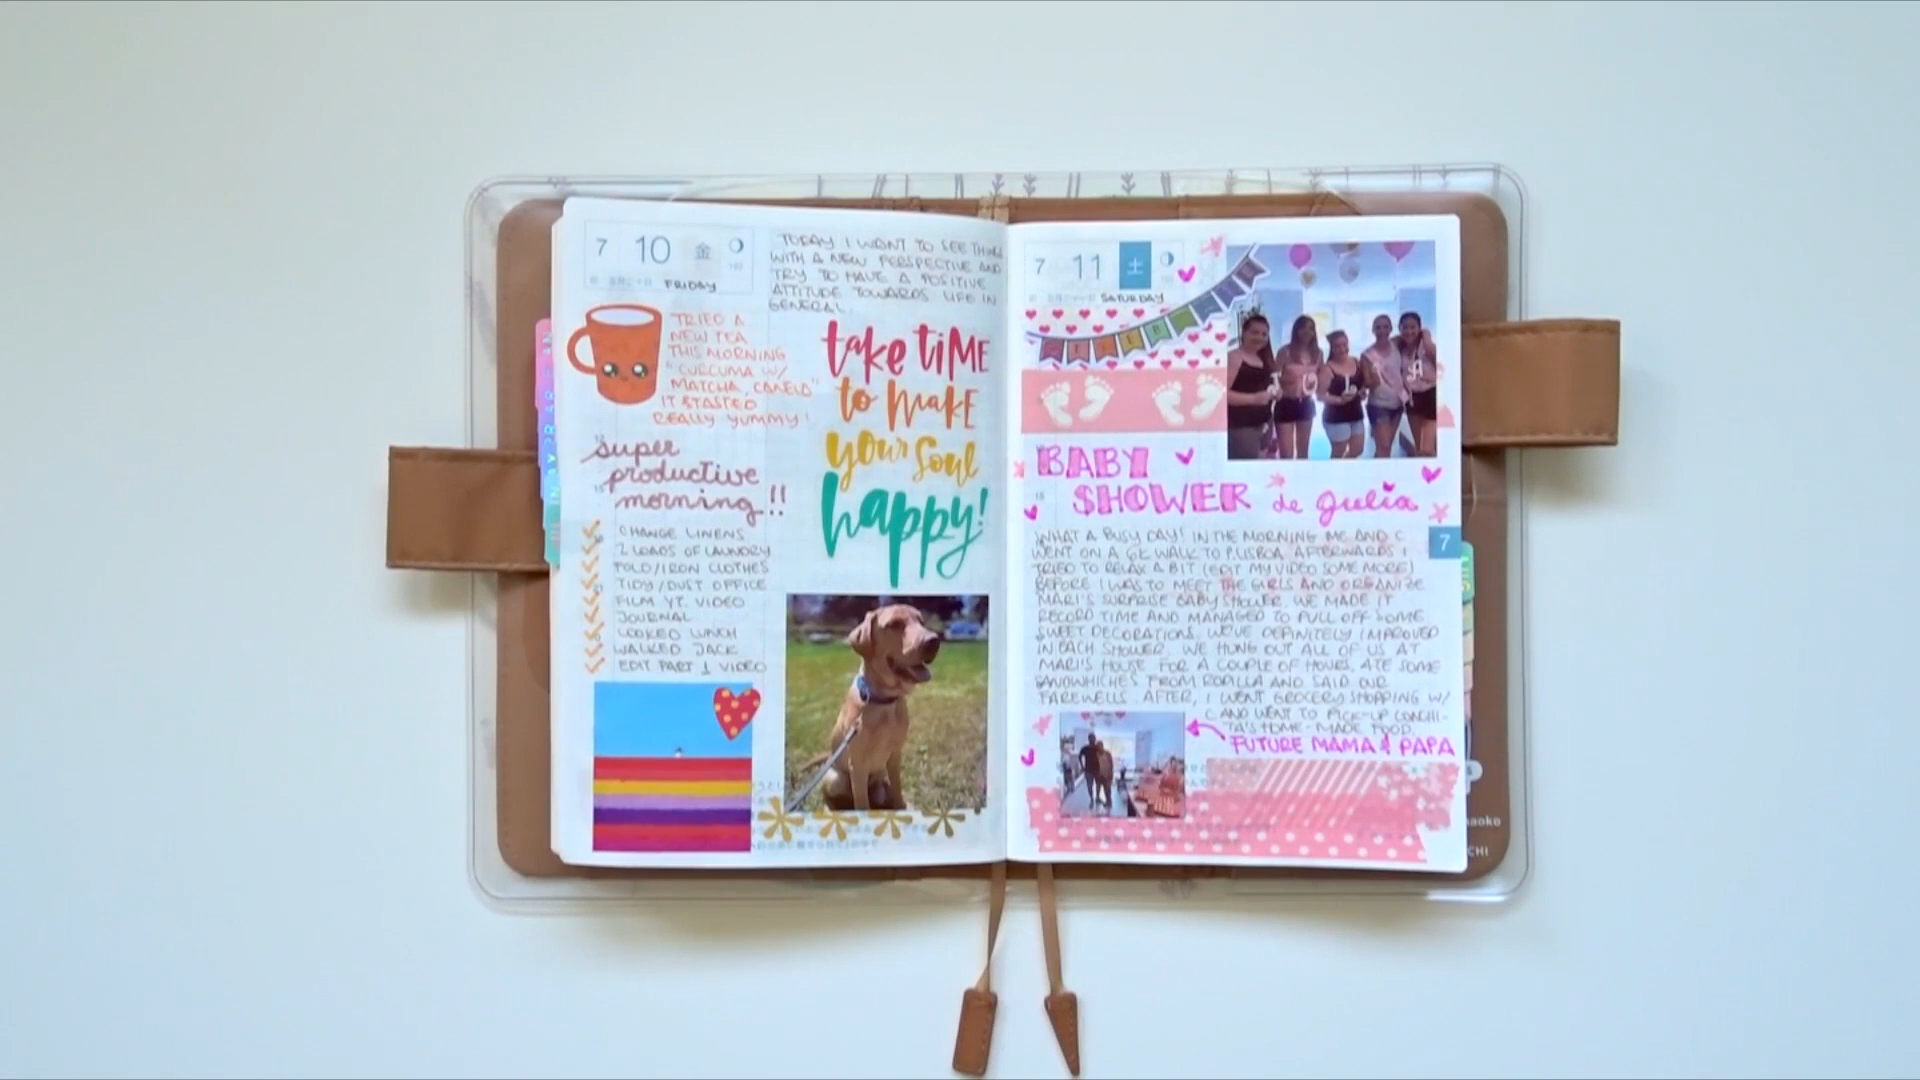 7 10 金
FRIDAY
TODAY I WANT TO SEE THINGS
WITH A NEW PERSPECTIVE AND
TRY TO HAVE A POSITIVE
ATTITUDE TOWARDS LIFE IN
GENERAL.
TRIED A
NEW TEA
THIS MORNING
"CURCUMA W/
MATCHA, CANELA"
IT STASTED
REALLY YUMMY!
take time
to make
your soul
happy!
super
productive
morning!!
CHANGE LINENS
2 LOADS OF LAUNDRY
FOLD/IRON CLOTHES
TIDY/DUST OFFICE
FILM YT. VIDEO
JOURNAL
COOKED LUNCH
WALKED JACK
EDIT PART 1 VIDEO
7 11 土
SATURDAY
JULIA
BABY
SHOWER de Julia
WHAT A BUSY DAY! IN THE MORNING ME AND C
WENT ON A 6K WALK TO P.LISBOA. AFTERWARDS I
TRIED TO RELAX A BIT (EDIT MY VIDEO SOME MORE)
BEFORE I WAS TO MEET THE GIRLS AND ORGANIZE
MARI'S SURPRISE BABY SHOWER. WE MADE IT
RECORD TIME AND MANAGED TO PULL OFF SOME
SWEET DECORATIONS. WE'VE DEFINITELY IMPROVED
IN EACH SHOWER. WE HUNG OUT ALL OF US AT
MARI'S HOUSE FOR A COUPLE OF HOURS, ATE SOME
SANDWHICHES FROM RODILLA AND SAID OUR
FAREWELLS. AFTER, I WENT GROCERY SHOPPING W/
C AND WENT TO PICK-UP CONCHI-
TA'S HOME-MADE FOOD.
FUTURE MAMA & PAPA
7
naoko
CHI